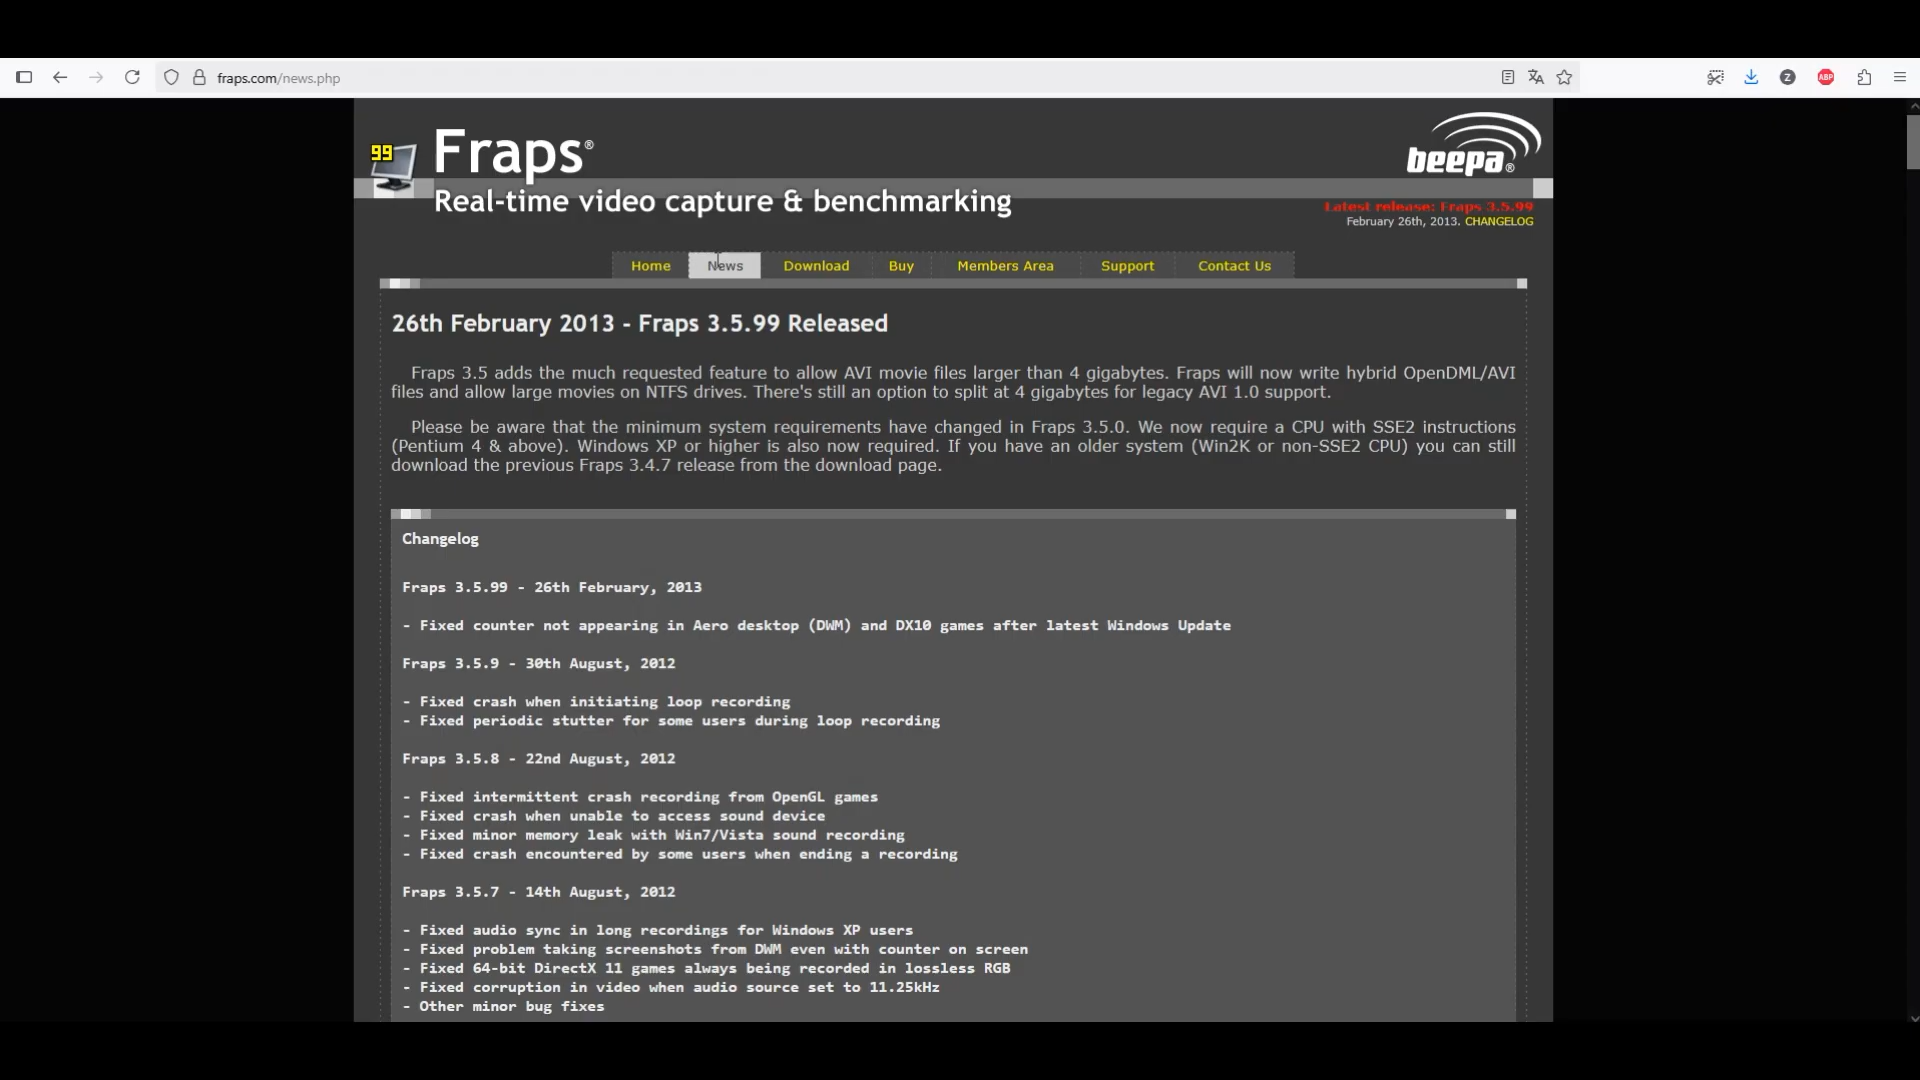 fraps.com/news.php
Z
ABP
99
Fraps®
beepa®
Real-time video capture & benchmarking
Latest release: Fraps 3.5.99
February 26th, 2013. CHANGELOG
Home News Download Buy Members Area Support Contact Us
26th February 2013 - Fraps 3.5.99 Released
Fraps 3.5 adds the much requested feature to allow AVI movie files larger than 4 gigabytes. Fraps will now write hybrid OpenDML/AVI
files and allow large movies on NTFS drives. There's still an option to split at 4 gigabytes for legacy AVI 1.0 support.
Please be aware that the minimum system requirements have changed in Fraps 3.5.0. We now require a CPU with SSE2 instructions
(Pentium 4 & above). Windows XP or higher is also now required. If you have an older system (Win2K or non-SSE2 CPU) you can still
download the previous Fraps 3.4.7 release from the download page.
Changelog
Fraps 3.5.99 - 26th February, 2013
- Fixed counter not appearing in Aero desktop (DWM) and DX10 games after latest Windows Update
Fraps 3.5.9 - 30th August, 2012
- Fixed crash when initiating loop recording
- Fixed periodic stutter for some users during loop recording
Fraps 3.5.8 - 22nd August, 2012
- Fixed intermittent crash recording from OpenGL games
- Fixed crash when unable to access sound device
- Fixed minor memory leak with Win7/Vista sound recording
- Fixed crash encountered by some users when ending a recording
Fraps 3.5.7 - 14th August, 2012
- Fixed audio sync in long recordings for Windows XP users
- Fixed problem taking screenshots from DWM even with counter on screen
- Fixed 64-bit DirectX 11 games always being recorded in lossless RGB
- Fixed corruption in video when audio source set to 11.25kHz
- Other minor bug fixes